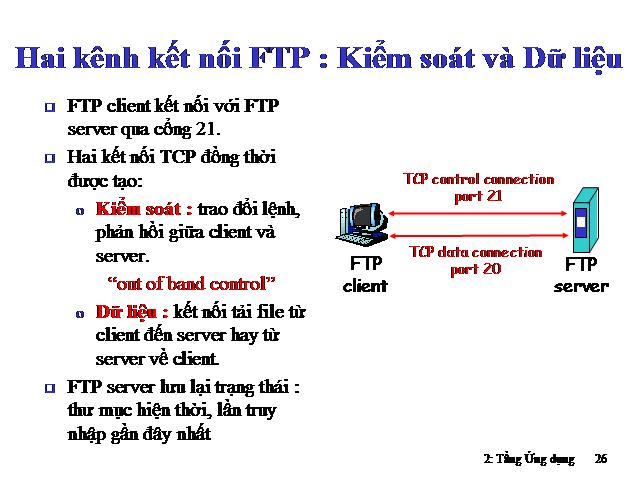 Hai kênh kết nối FTP : Kiểm soát và Dữ liệu
FTP client kết nối với FTP
server qua cổng 21.
Hai kết nối TCP đồng thời
được tạo:
Kiểm soát : trao đổi lệnh,
phản hồi giữa client và
server.
“out of band control”
Dữ liệu : kết nối tải file từ
client đến server hay từ
server về client.
FTP server lưu lại trạng thái :
thư mục hiện thời, lần truy
nhập gần đây nhất
TCP control connection
port 21
TCP data connection
port 20
FTP
client
FTP
server
2: Tầng Ứng dụng 26